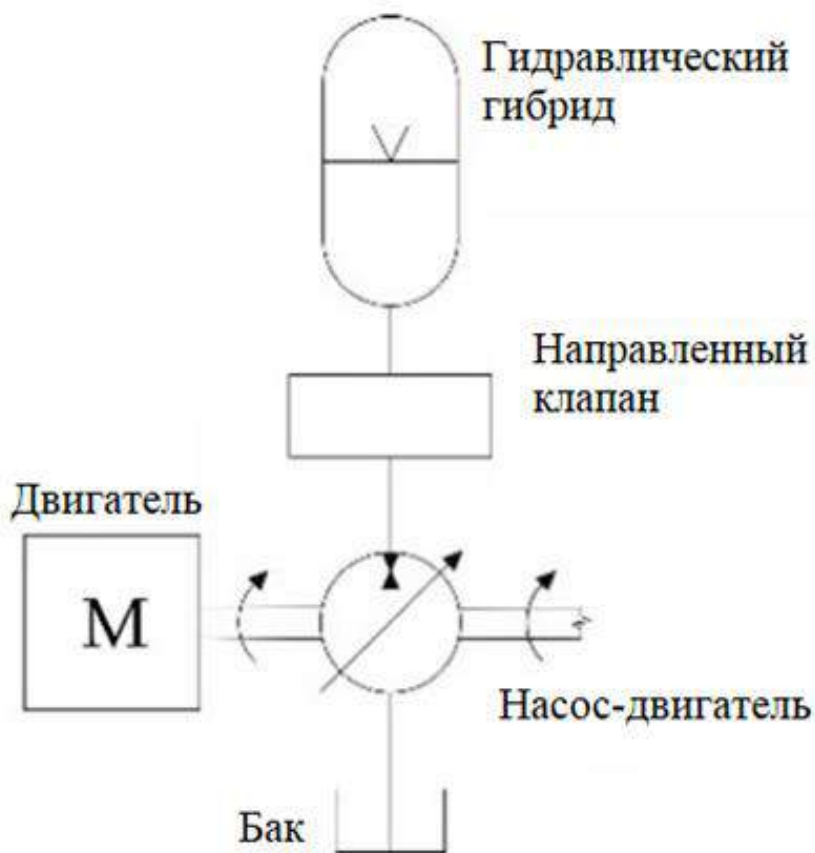 Гидравлический
гибрид
Направленный
клапан
Двигатель
М
Насос-двигатель
Бак